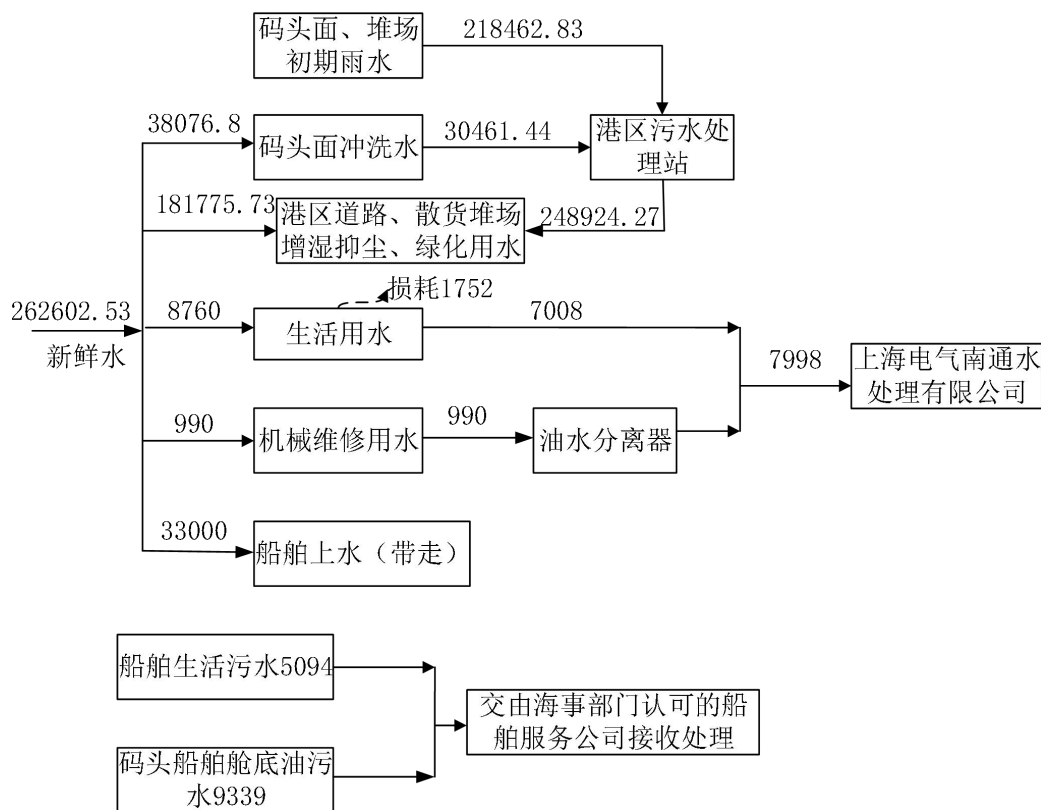 码头面、堆场
初期雨水
218462.83
38076.8
码头面冲洗水
30461.44
港区污水处
理站
181775.73
港区道路、散货堆场
增湿抑尘、绿化用水
248924.27
损耗1752
262602.53
新鲜水
8760
生活用水
7008
7998
上海电气南通水
处理有限公司
990
机械维修用水
990
油水分离器
33000
船舶上水（带走）
船舶生活污水5094
交由海事部门认可的船
舶服务公司接收处理
码头船舶舱底油污
水9339